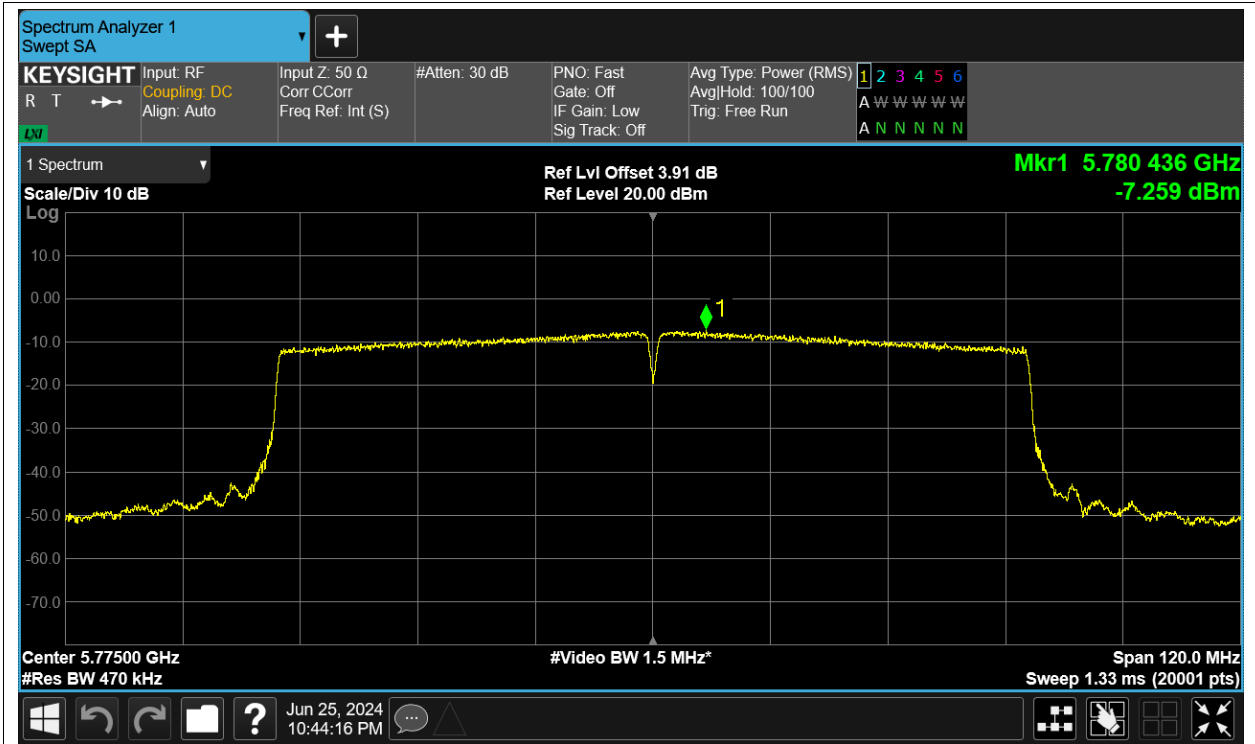 Spectrum Analyzer 1
Swept SA
KEYSIGHT
R T
LXI
Input: RF
Coupling: DC
Align: Auto
Input Z: 50 Ω
Corr CCorr
Freq Ref: Int (S)
#Atten: 30 dB
PNO: Fast
Gate: Off
IF Gain: Low
Sig Track: Off
Avg Type: Power (RMS)
Avg|Hold: 100/100
Trig: Free Run
1 2 3 4 5 6
A W W W W W
A N N N N N
1 Spectrum
Scale/Div 10 dB
Log
Ref Lvl Offset 3.91 dB
Ref Level 20.00 dBm
Mkr1 5.780 436 GHz
-7.259 dBm
10.0
0.00
-10.0
-20.0
-30.0
-40.0
-50.0
-60.0
-70.0
1
Center 5.77500 GHz
#Res BW 470 kHz
#Video BW 1.5 MHz*
Span 120.0 MHz
Sweep 1.33 ms (20001 pts)
?
Jun 25, 2024
10:44:16 PM